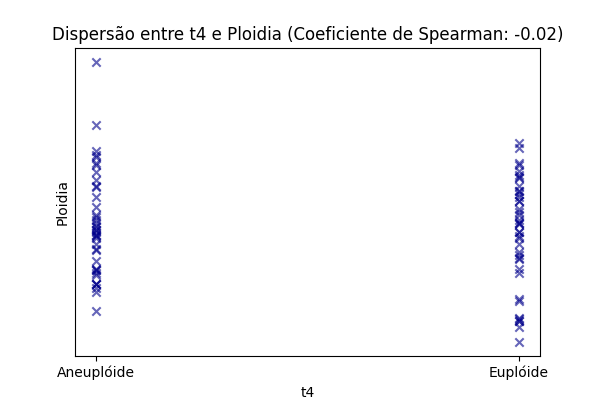 Dispersão entre t4 e Ploidia (Coeficiente de Spearman: -0.02)
Ploidia
Aneuplóide
Euplóide
t4